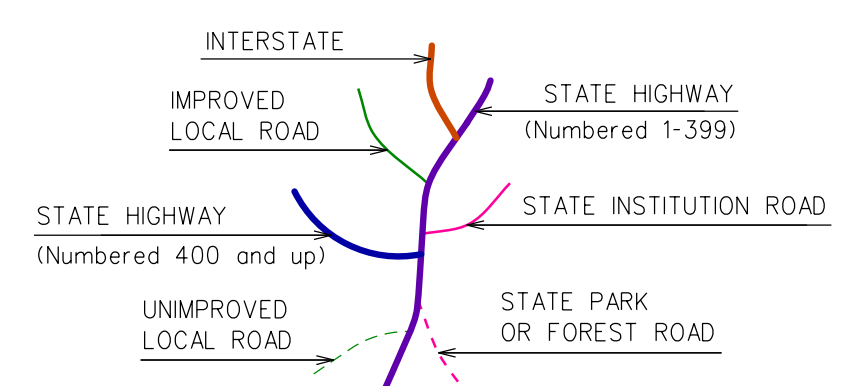 INTERSTATE
STATE HIGHWAY
(Numbered 1-399)
IMPROVED
LOCAL ROAD
STATE INSTITUTION ROAD
STATE HIGHWAY
(Numbered 400 and up)
STATE PARK
OR FOREST ROAD
UNIMPROVED
LOCAL ROAD